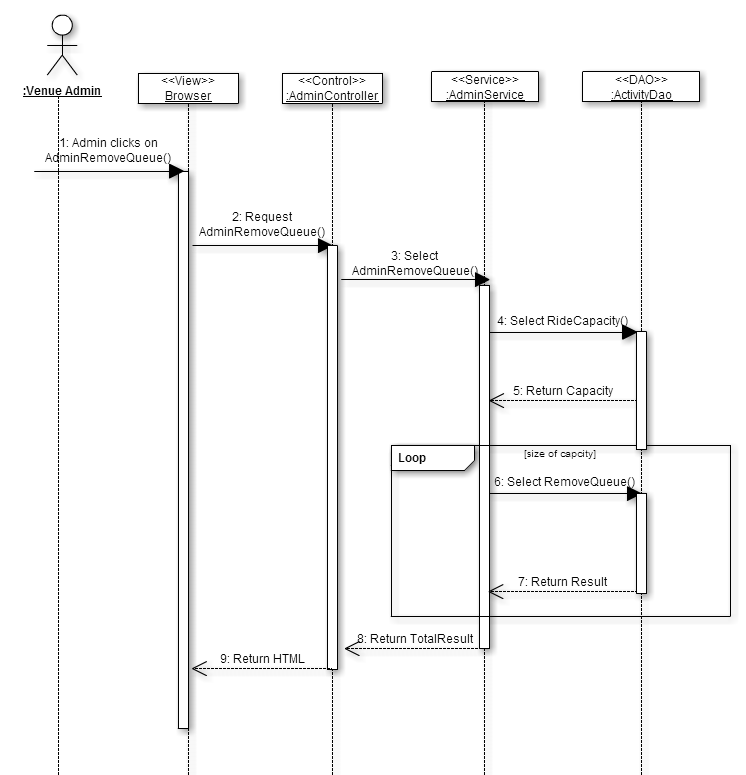 :Venue Admin
<<View>>
Browser
<<Control>>
:AdminController
<<Service>>
:AdminService
<<DAO>>
:ActivityDao
1: Admin clicks on
AdminRemoveQueue()
2: Request
AdminRemoveQueue()
3: Select
AdminRemoveQueue()
4: Select RideCapacity()
5: Return Capacity
Loop
[size of capcity]
6: Select RemoveQueue()
7: Return Result
8: Return TotalResult
9: Return HTML